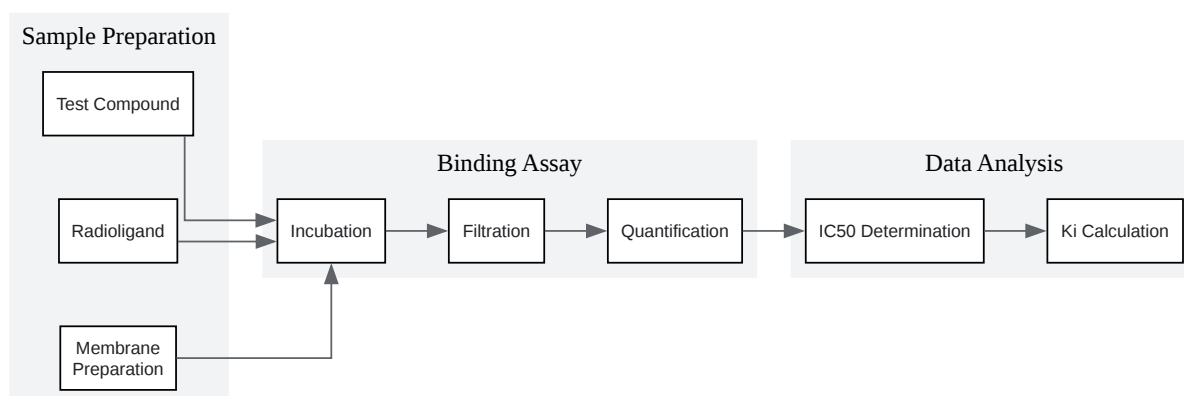 Sample Preparation
Test Compound
Radioligand
Membrane
Preparation
Binding Assay
Incubation
Filtration
Quantification
Data Analysis
IC50 Determination
Ki Calculation